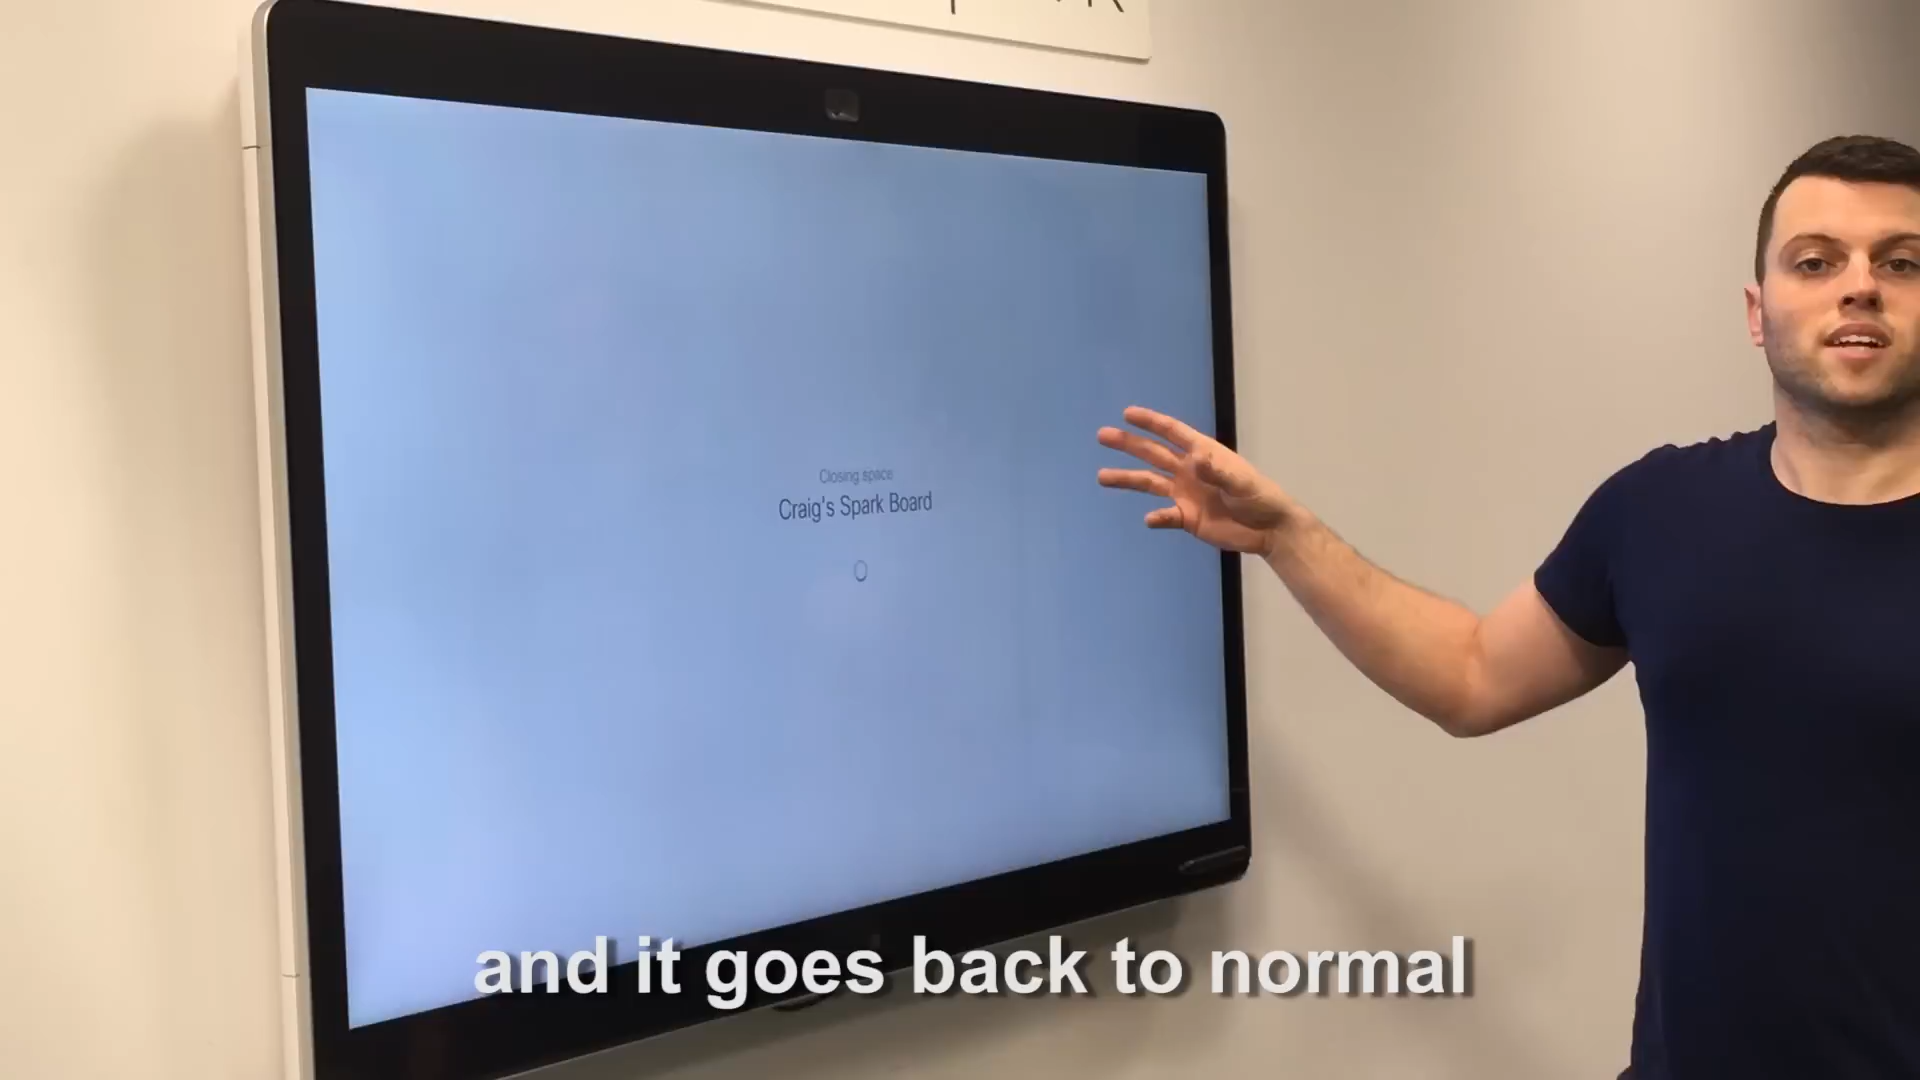 Closing space
Craig's Spark Board
and it goes back to normal